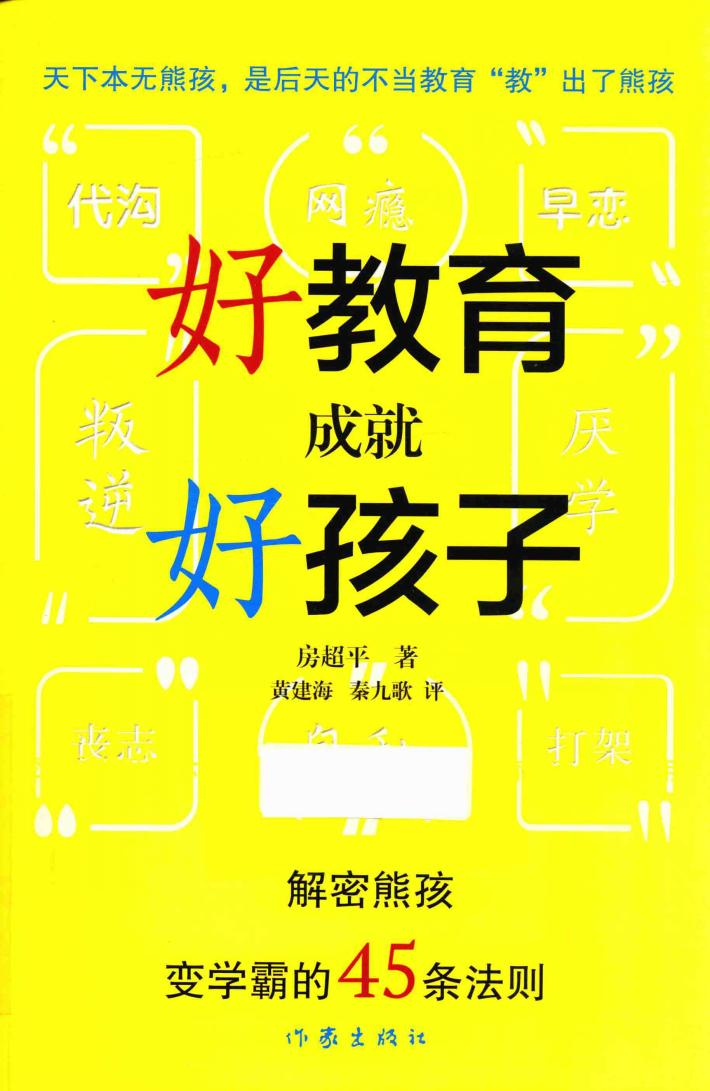 天下本无熊孩，是后天的不当教育“教”出了熊孩
代沟
网瘾
早恋
好教育
成就
好孩子
叛逆
厌学
房超平 著
黄建海 秦九歌 评
丧志
打架
解密熊孩
变学霸的45条法则
作家出版社